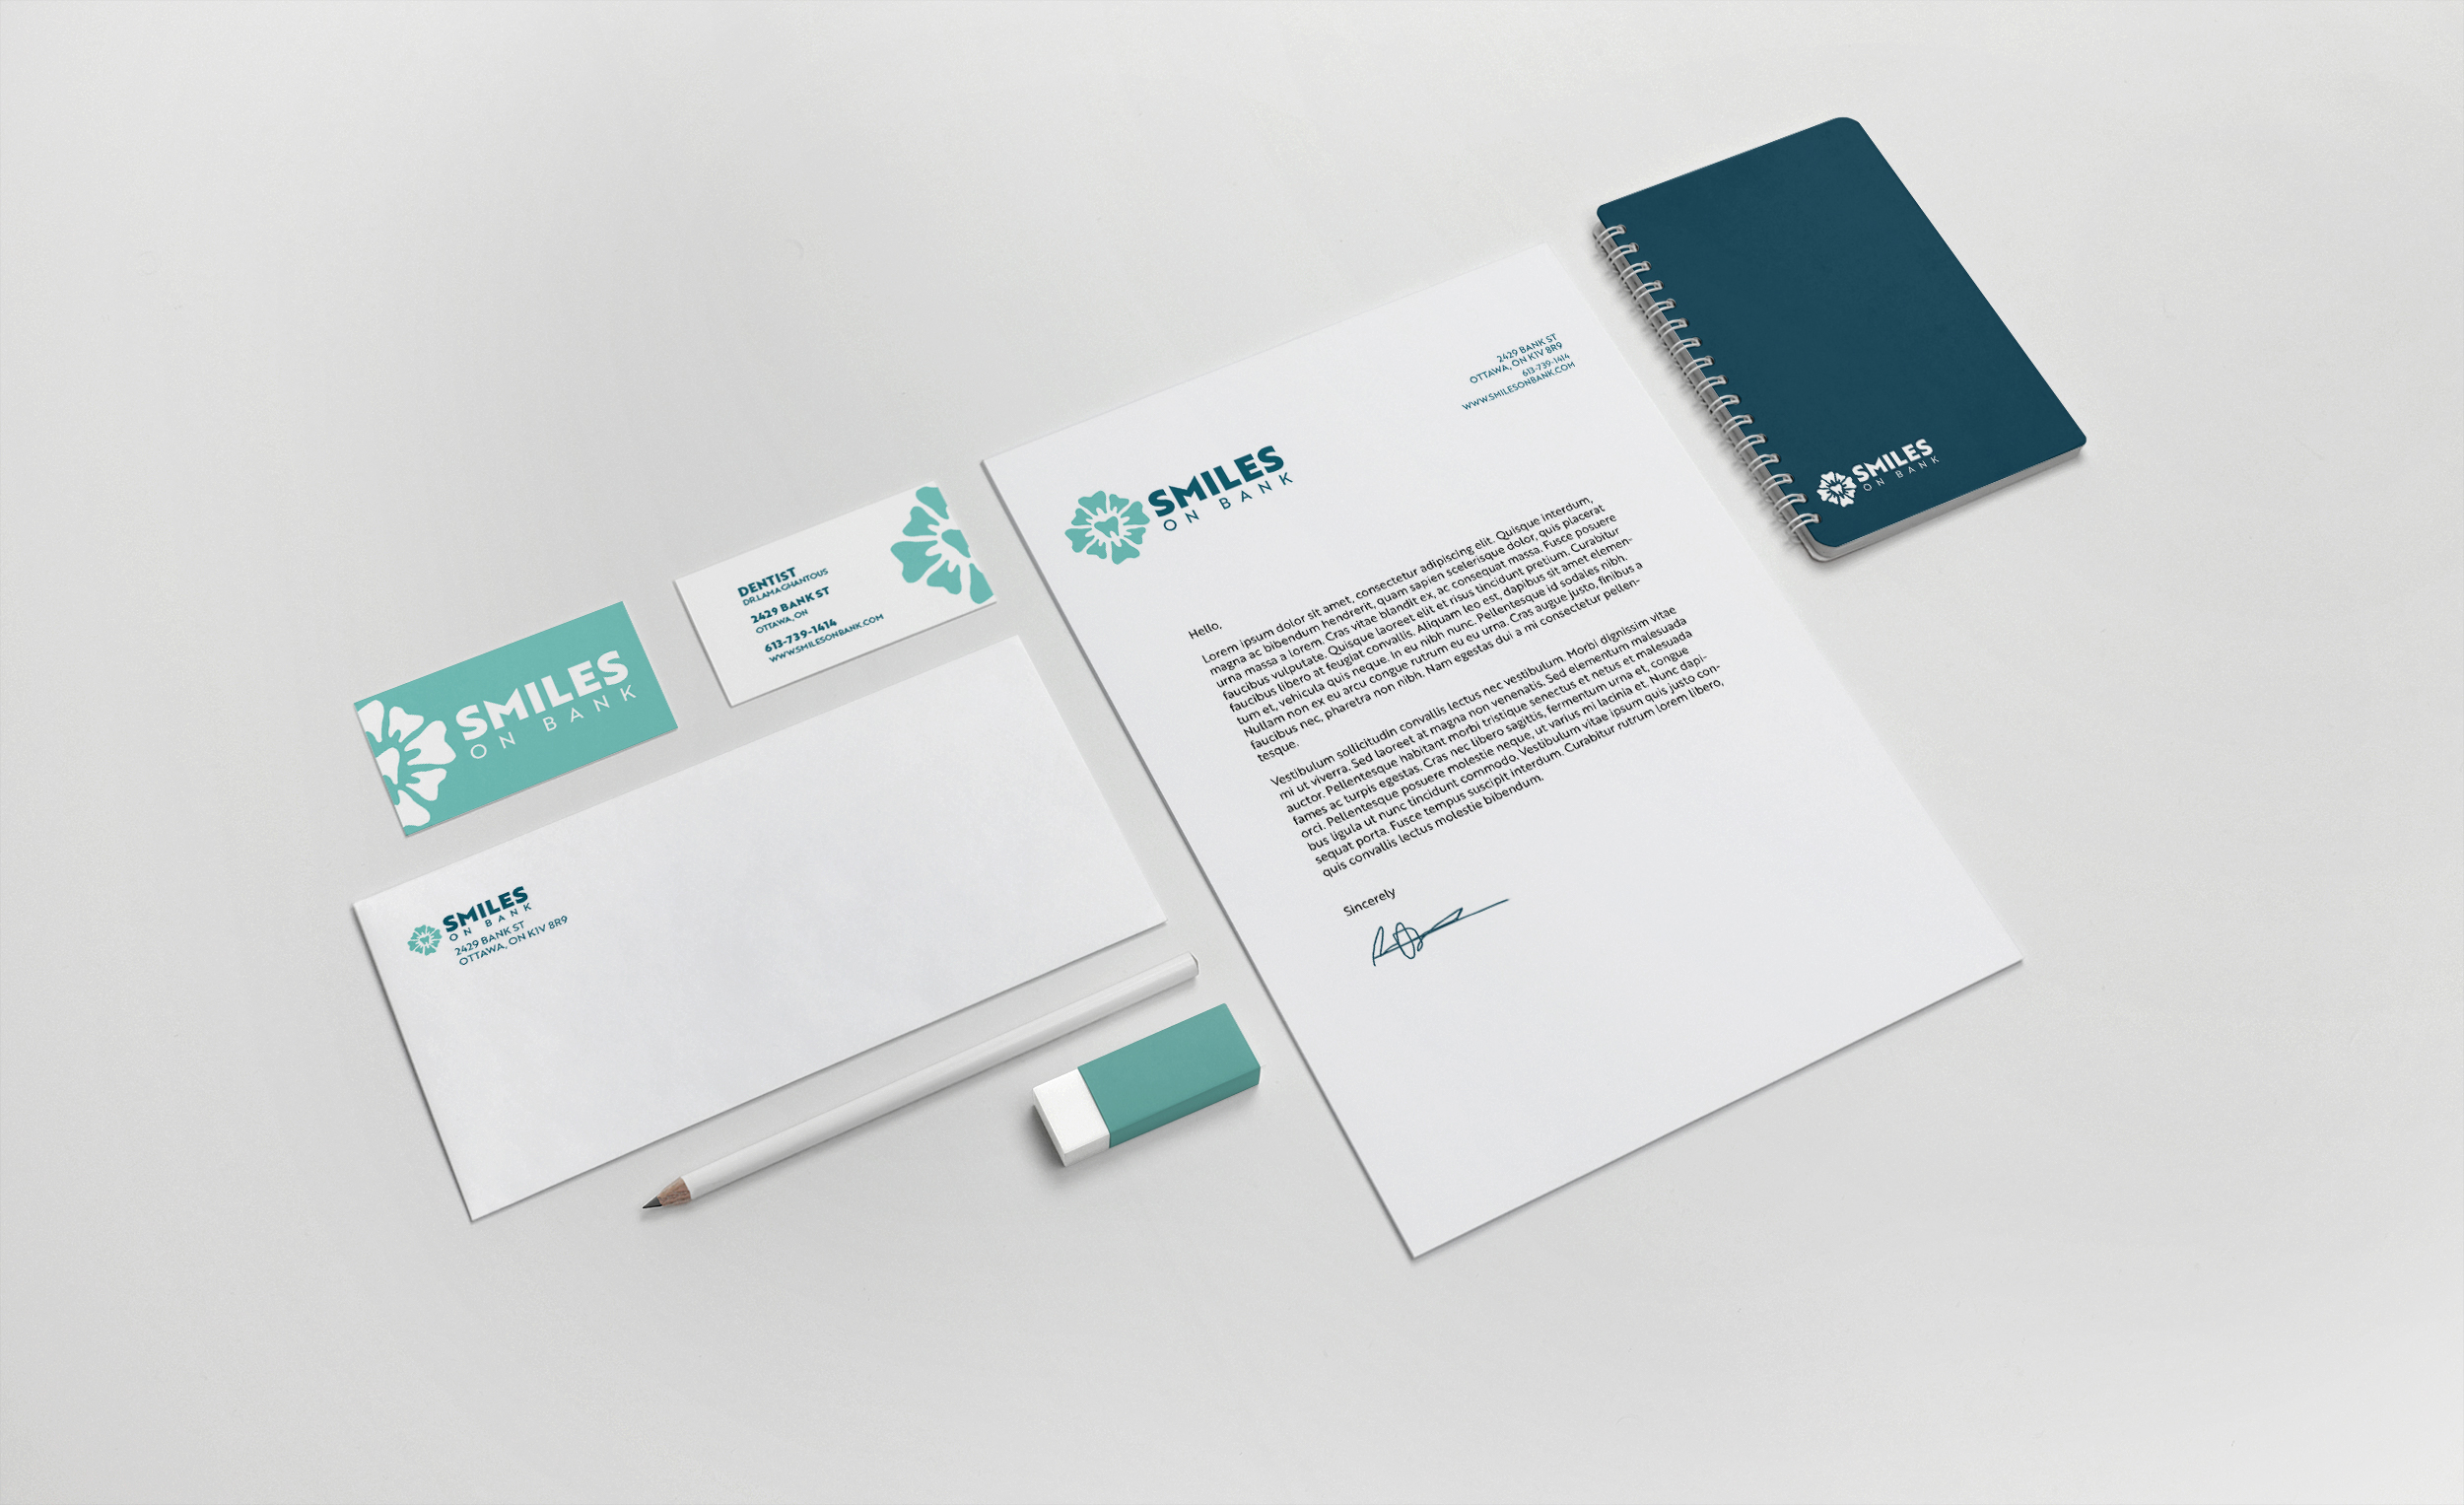 SMILES
ON BANK
DENTIST
DR.LAMA GHANTOUS
2429 BANK ST
OTTAWA, ON
613-739-1414
WWW.SMILESONBANK.COM
SMILES
ON BANK
2429 BANK ST
OTTAWA, ON K1V 8R9
2429 BANK ST
OTTAWA, ON K1V 8R9
613-739-1414
WWW.SMILESONBANK.COM
SMILES
ON BANK
Hello,
Lorem ipsum dolor sit amet, consectetur adipiscing elit. Quisque interdum,
magna ac bibendum hendrerit, quam sapien scelerisque dolor, quis placerat
urna massa a lorem. Cras vitae blandit ex, ac consequat massa. Fusce posuere
faucibus vulputate. Quisque laoreet elit et risus tincidunt pretium. Curabitur
faucibus libero at feugiat convallis. Aliquam leo est, dapibus sit amet elemen-
tum et, vehicula quis neque. In eu nibh nunc. Pellentesque id sodales nibh.
Nullam non ex eu arcu congue rutrum eu eu urna. Cras augue justo, finibus a
faucibus nec, pharetra non nibh. Nam egestas dui a mi consectetur pellen-
tesque.
Vestibulum sollicitudin convallis lectus nec vestibulum. Morbi dignissim vitae
mi ut viverra. Sed laoreet at magna non venenatis. Sed elementum malesuada
auctor. Pellentesque habitant morbi tristique senectus et netus et malesuada
fames ac turpis egestas. Cras nec libero sagittis, fermentum urna et, congue
orci. Pellentesque posuere molestie neque, ut varius mi lacinia et. Nunc dapi-
bus ligula ut nunc tincidunt commodo. Vestibulum vitae ipsum quis justo con-
sequat porta. Fusce tempus suscipit interdum. Curabitur rutrum lorem libero,
quis convallis lectus molestie bibendum.
Sincerely
SMILES
ON BANK